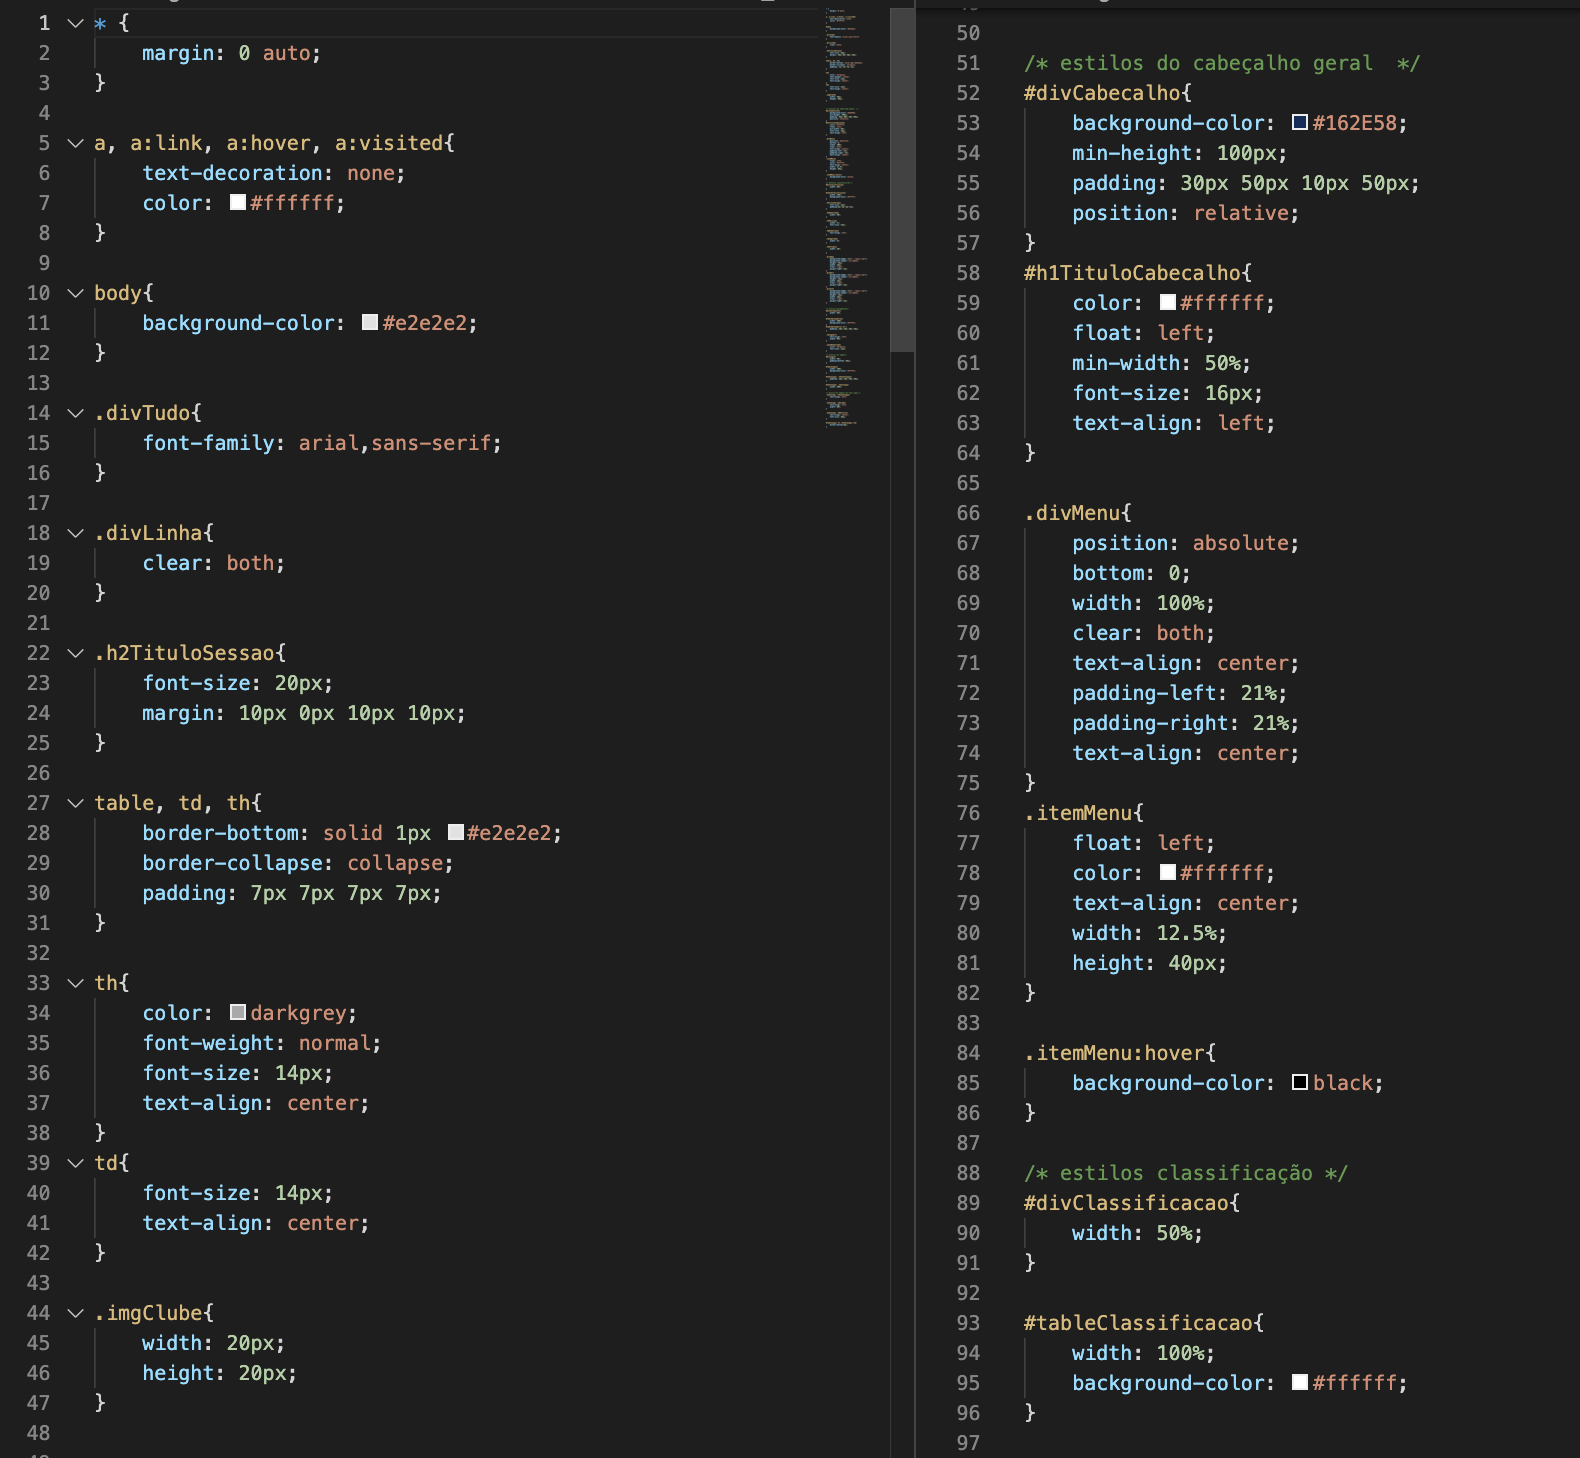 1 * {
2     margin: 0 auto;
3 }
4
5 a, a:link, a:hover, a:visited{
6     text-decoration: none;
7     color: #ffffff;
8 }
9
10 body{
11     background-color: #e2e2e2;
12 }
13
14 .divTudo{
15     font-family: arial,sans-serif;
16 }
17
18 .divLinha{
19     clear: both;
20 }
21
22 .h2TituloSessao{
23     font-size: 20px;
24     margin: 10px 0px 10px 10px;
25 }
26
27 table, td, th{
28     border-bottom: solid 1px #e2e2e2;
29     border-collapse: collapse;
30     padding: 7px 7px 7px 7px;
31 }
32
33 th{
34     color: darkgrey;
35     font-weight: normal;
36     font-size: 14px;
37     text-align: center;
38 }
39 td{
40     font-size: 14px;
41     text-align: center;
42 }
43
44 .imgClube{
45     width: 20px;
46     height: 20px;
47 }
48
50
51 /* estilos do cabeçalho geral  */
52 #divCabecalho{
53     background-color: #162E58;
54     min-height: 100px;
55     padding: 30px 50px 10px 50px;
56     position: relative;
57 }
58 #h1TituloCabecalho{
59     color: #ffffff;
60     float: left;
61     min-width: 50%;
62     font-size: 16px;
63     text-align: left;
64 }
65
66 .divMenu{
67     position: absolute;
68     bottom: 0;
69     width: 100%;
70     clear: both;
71     text-align: center;
72     padding-left: 21%;
73     padding-right: 21%;
74     text-align: center;
75 }
76 .itemMenu{
77     float: left;
78     color: #ffffff;
79     text-align: center;
80     width: 12.5%;
81     height: 40px;
82 }
83
84 .itemMenu:hover{
85     background-color: black;
86 }
87
88 /* estilos classificação */
89 #divClassificacao{
90     width: 50%;
91 }
92
93 #tableClassificacao{
94     width: 100%;
95     background-color: #ffffff;
96 }
97